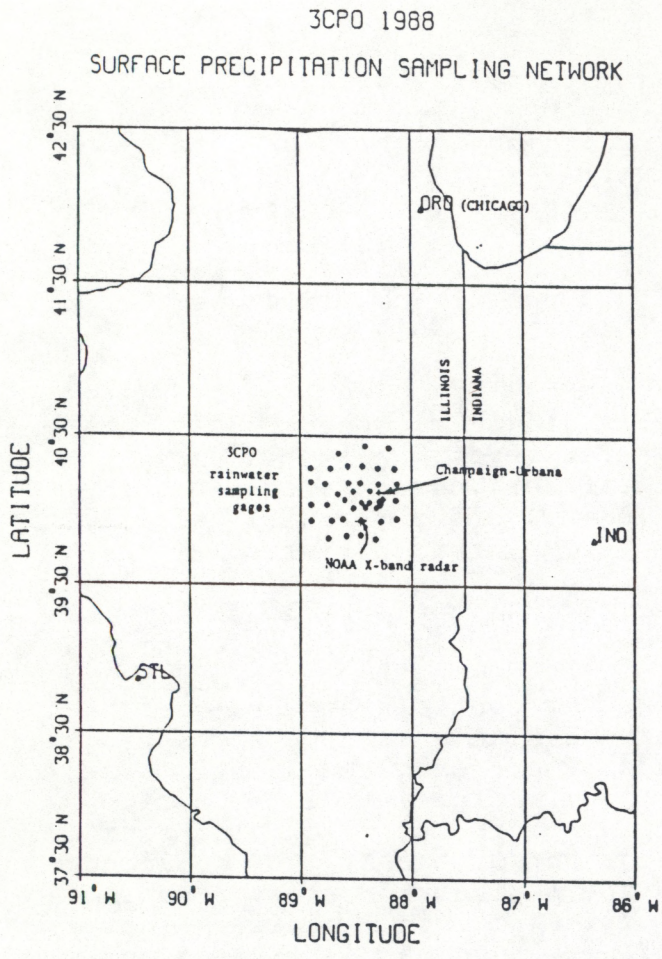 3CPO 1988
SURFACE PRECIPITATION SAMPLING NETWORK
42°30'N
ORD (CHICAGO)
41°30'N
ILLINOIS
INDIANA
40°30'N
3CPO
rainwater
sampling
gages
Champaign-Urbana
LATITUDE
IND
NOAA X-band radar
39°30'N
STL
38°30'N
37°30'N
91°W 90°W 89°W 88°W 87°W 86°W
LONGITUDE